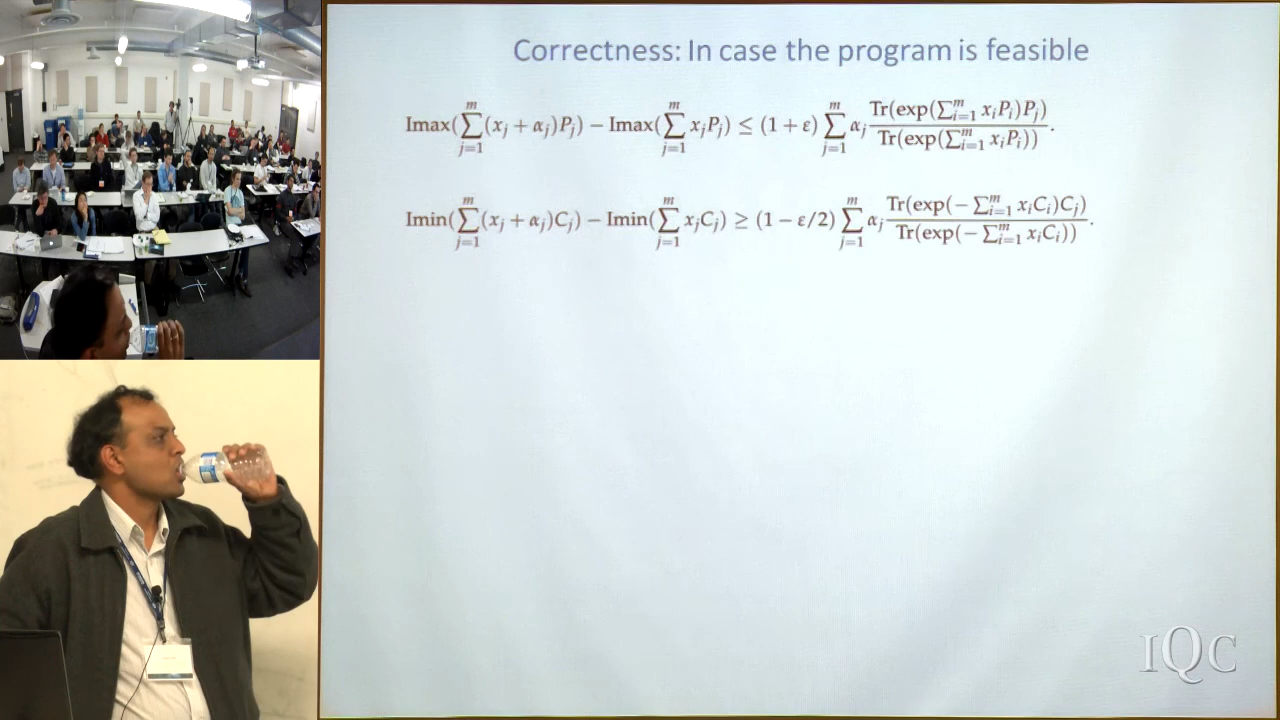 Correctness: In case the program is feasible
Imax(∑_{j=1}^{m}(x_j + α_j)P_j) − Imax(∑_{j=1}^{m} x_jP_j) ≤ (1 + ε) ∑_{j=1}^{m} α_j Tr(exp(∑_{i=1}^{m} x_iP_i)P_j) / Tr(exp(∑_{i=1}^{m} x_iP_i)).
Imin(∑_{j=1}^{m}(x_j + α_j)C_j) − Imin(∑_{j=1}^{m} x_jC_j) ≥ (1 − ε/2) ∑_{j=1}^{m} α_j Tr(exp(− ∑_{i=1}^{m} x_iC_i)C_j) / Tr(exp(− ∑_{i=1}^{m} x_iC_i)).
IQC